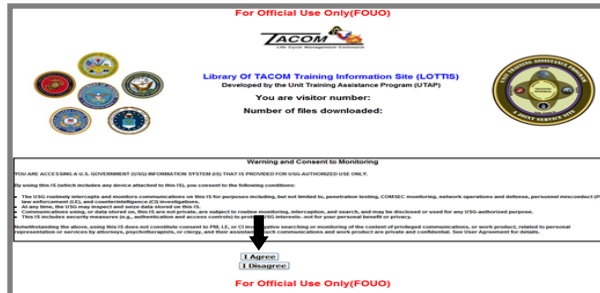 For Official Use Only(FOUO)
TACOM
Life Cycle Management Command
Library Of TACOM Training Information Site (LOTTIS)
Developed by the Unit Training Assistance Program (UTAP)
You are visitor number:
Number of files downloaded:
UNIT TRAINING ASSISTANCE PROGRAM
A JOINT SERVICE SITE
Warning and Consent to Monitoring
YOU ARE ACCESSING A U.S. GOVERNMENT (USG) INFORMATION SYSTEM (IS) THAT IS PROVIDED FOR USG-AUTHORIZED USE ONLY.
By using this IS (which includes any device attached to this IS), you consent to the following conditions:
• The USG routinely intercepts and monitors communications on this IS for purposes including, but not limited to, penetration testing, COMSEC monitoring, network operations and defense, personnel misconduct (P
law enforcement (LE), and counterintelligence (CI) investigations.
• At any time, the USG may inspect and seize data stored on this IS.
• Communications using, or data stored on, this IS are not private, are subject to routine monitoring, interception, and search, and may be disclosed or used for any USG-authorized purpose.
• This IS includes security measures (e.g., authentication and access controls) to protect USG interests--not for your personal benefit or privacy.
Notwithstanding the above, using this IS does not constitute consent to PM, LE, or CI investigative searching or monitoring of the content of privileged communications, or work product, related to personal
representation or services by attorneys, psychotherapists, or clergy, and their assistants. Such communications and work product are private and confidential. See User Agreement for details.
I Agree
I Disagree
For Official Use Only(FOUO)